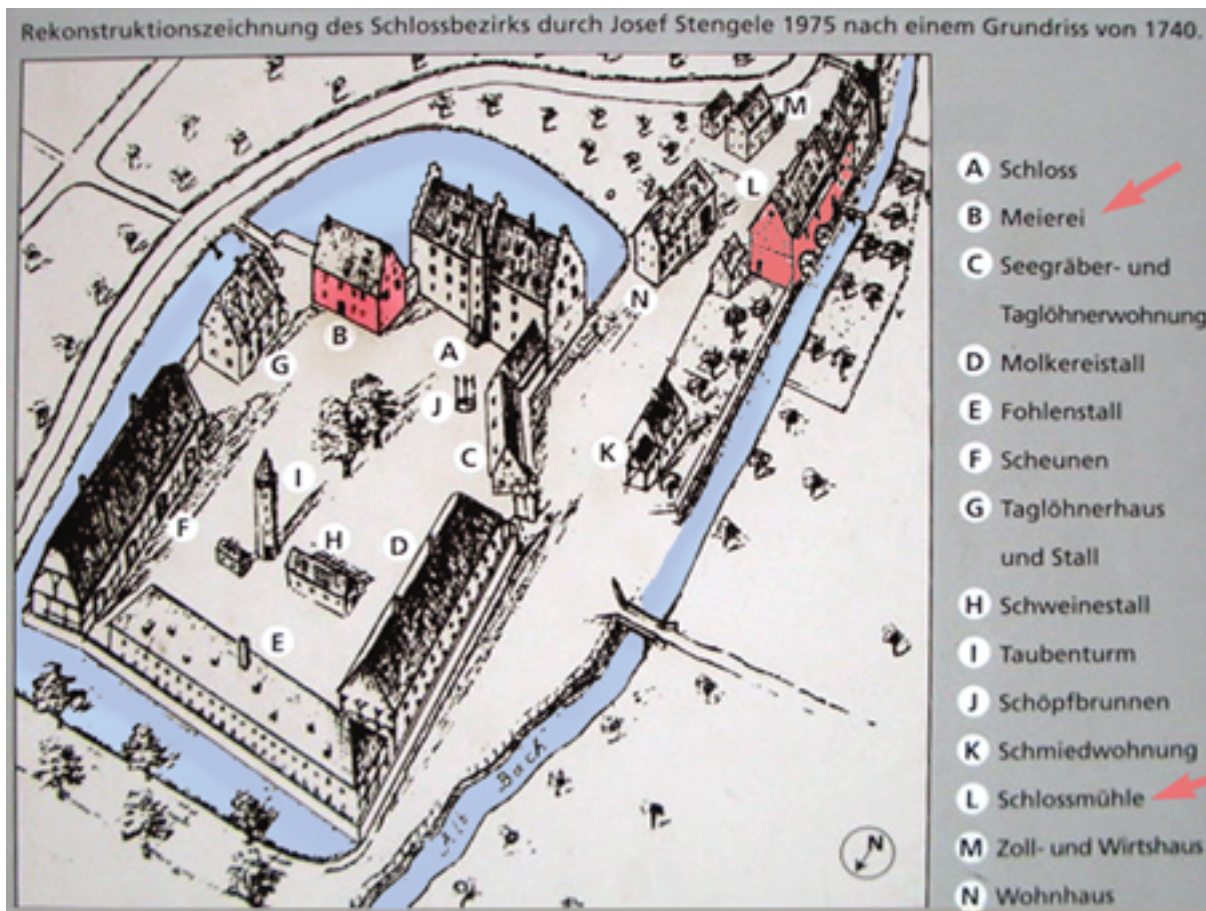 Rekonstruktionszeichnung des Schlossbezirks durch Josef Stengele 1975 nach einem Grundriss von 1740.
M
L
N
B
A
G
J
C
K
I
F
H
D
E
Alt Bach
N
A Schloss
B Meierei
C Seegräber- und
Taglöhnerwohnung
D Molkereistall
E Fohlenstall
F Scheunen
G Taglöhnerhaus
und Stall
H Schweinestall
I Taubenturm
J Schöpfbrunnen
K Schmiedwohnung
L Schlossmühle
M Zoll- und Wirtshaus
N Wohnhaus